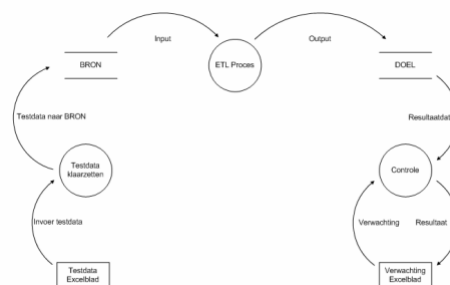 Input
Output
BRON
ETL Proces
DOEL
Testdata naar BRON
Resultaatdat
Testdata
klaarzetten
Controle
Invoer testdata
Verwachting
Resultaat
Testdata
Excelblad
Verwachting
Excelblad